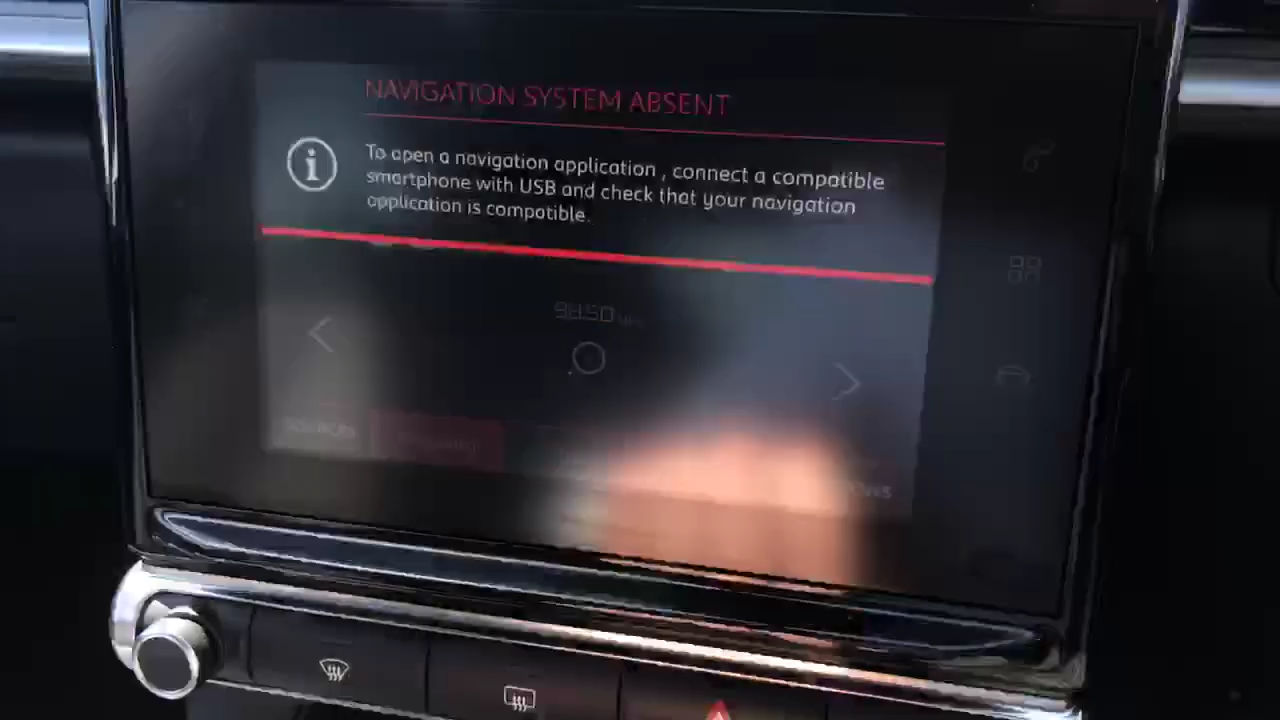 NAVIGATION SYSTEM ABSENT
To open a navigation application , connect a compatible
smartphone with USB and check that your navigation
application is compatible.